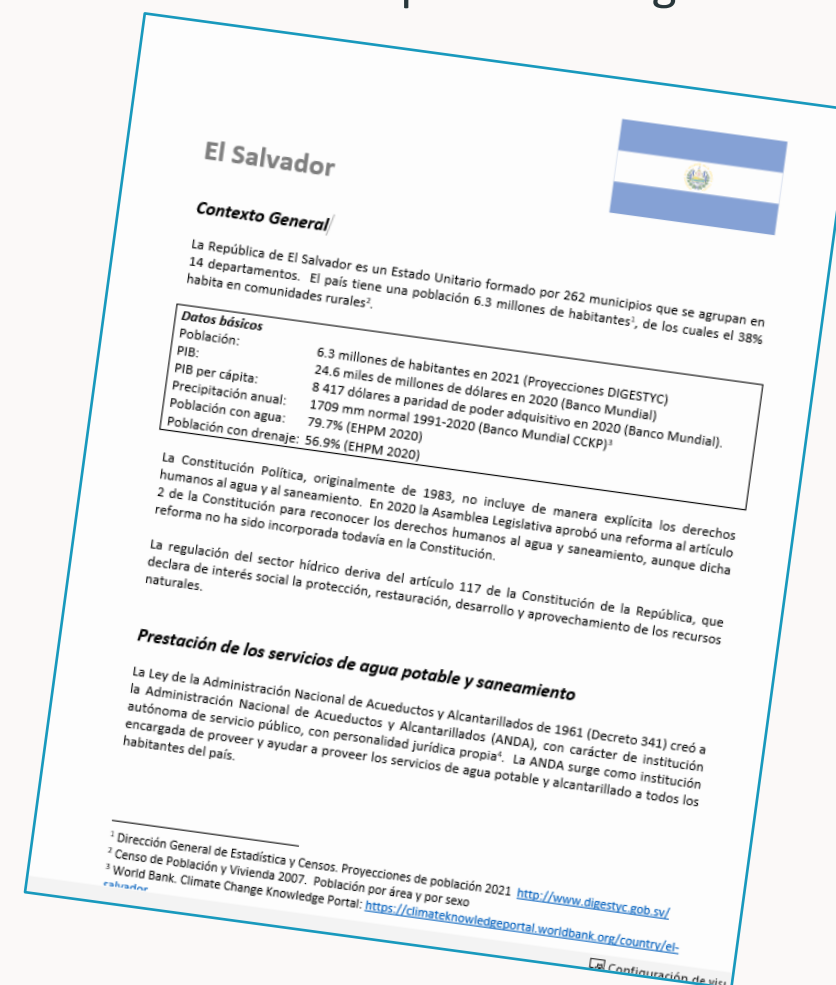 El Salvador
Contexto General
La República de El Salvador es un Estado Unitario formado por 262 municipios que se agrupan en
14 departamentos. El país tiene una población 6.3 millones de habitantes¹, de los cuales el 38%
habita en comunidades rurales².
Datos básicos
Población: 6.3 millones de habitantes en 2021 (Proyecciones DIGESTYC)
PIB: 24.6 miles de millones de dólares en 2020 (Banco Mundial)
PIB per cápita: 8 417 dólares a paridad de poder adquisitivo en 2020 (Banco Mundial).
Precipitación anual: 1709 mm normal 1991-2020 (Banco Mundial CCKP)³
Población con agua: 79.7% (EHPM 2020)
Población con drenaje: 56.9% (EHPM 2020)
La Constitución Política, originalmente de 1983, no incluye de manera explícita los derechos
humanos al agua y al saneamiento. En 2020 la Asamblea Legislativa aprobó una reforma al artículo
2 de la Constitución para reconocer los derechos humanos al agua y saneamiento, aunque dicha
reforma no ha sido incorporada todavía en la Constitución.
La regulación del sector hídrico deriva del artículo 117 de la Constitución de la República, que
declara de interés social la protección, restauración, desarrollo y aprovechamiento de los recursos
naturales.
Prestación de los servicios de agua potable y saneamiento
La Ley de la Administración Nacional de Acueductos y Alcantarillados de 1961 (Decreto 341) creó a
la Administración Nacional de Acueductos y Alcantarillados (ANDA), con carácter de institución
autónoma de servicio público, con personalidad jurídica propia⁴. La ANDA surge como institución
encargada de proveer y ayudar a proveer los servicios de agua potable y alcantarillado a todos los
habitantes del país.
¹ Dirección General de Estadística y Censos. Proyecciones de población 2021 http://www.digestyc.gob.sv/
² Censo de Población y Vivienda 2007. Población por área y por sexo
³ World Bank. Climate Change Knowledge Portal: https://climateknowledgeportal.worldbank.org/country/el-
salvador
Configuración de